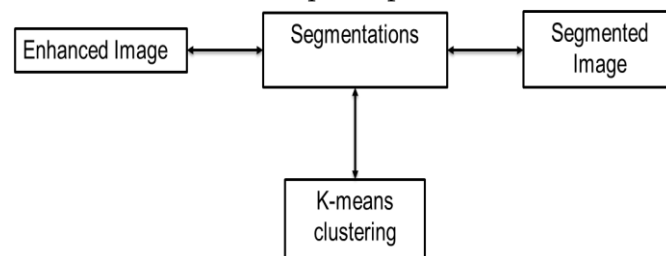 Enhanced Image
Segmentations
Segmented
Image
K-means
clustering